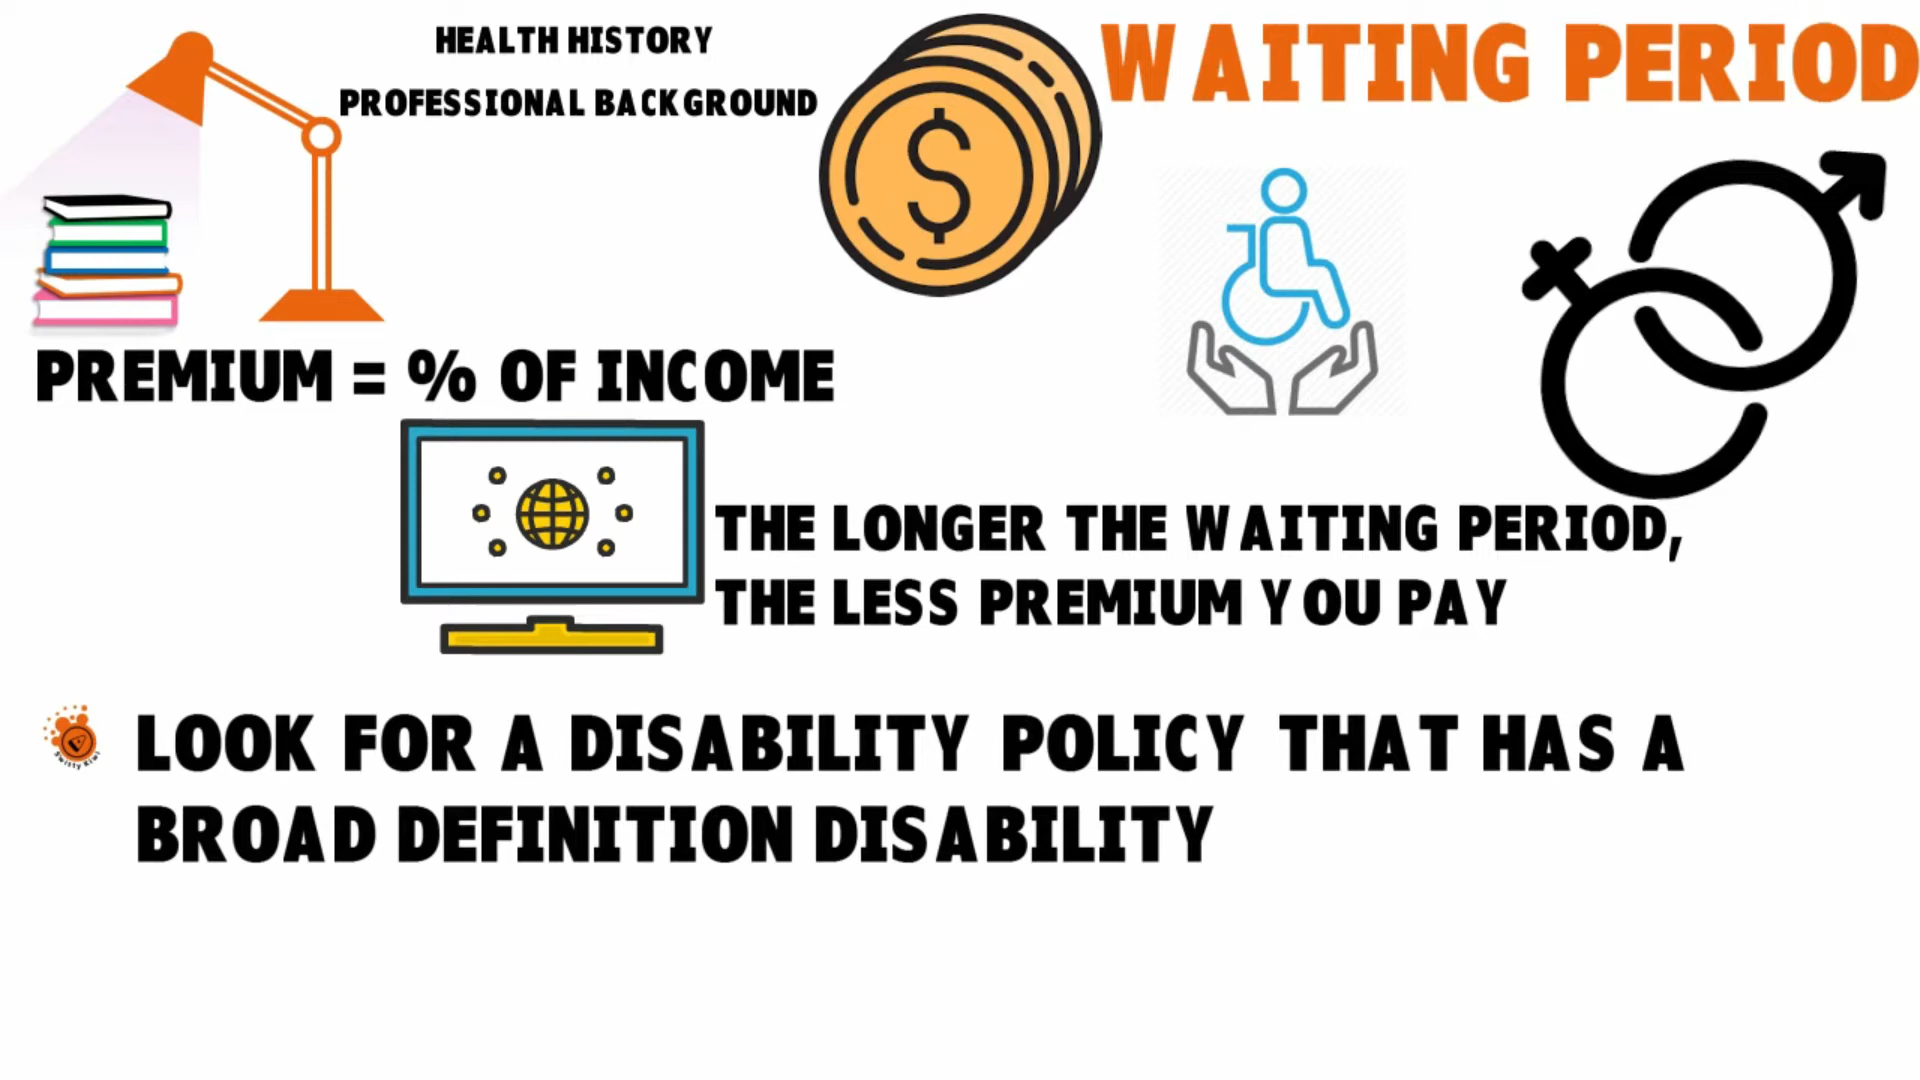 HEALTH HISTORY
PROFESSIONAL BACKGROUND
WAITING PERIOD
PREMIUM = % OF INCOME
THE LONGER THE WAITING PERIOD,
THE LESS PREMIUM YOU PAY
LOOK FOR A DISABILITY POLICY THAT HAS A
BROAD DEFINITION DISABILITY